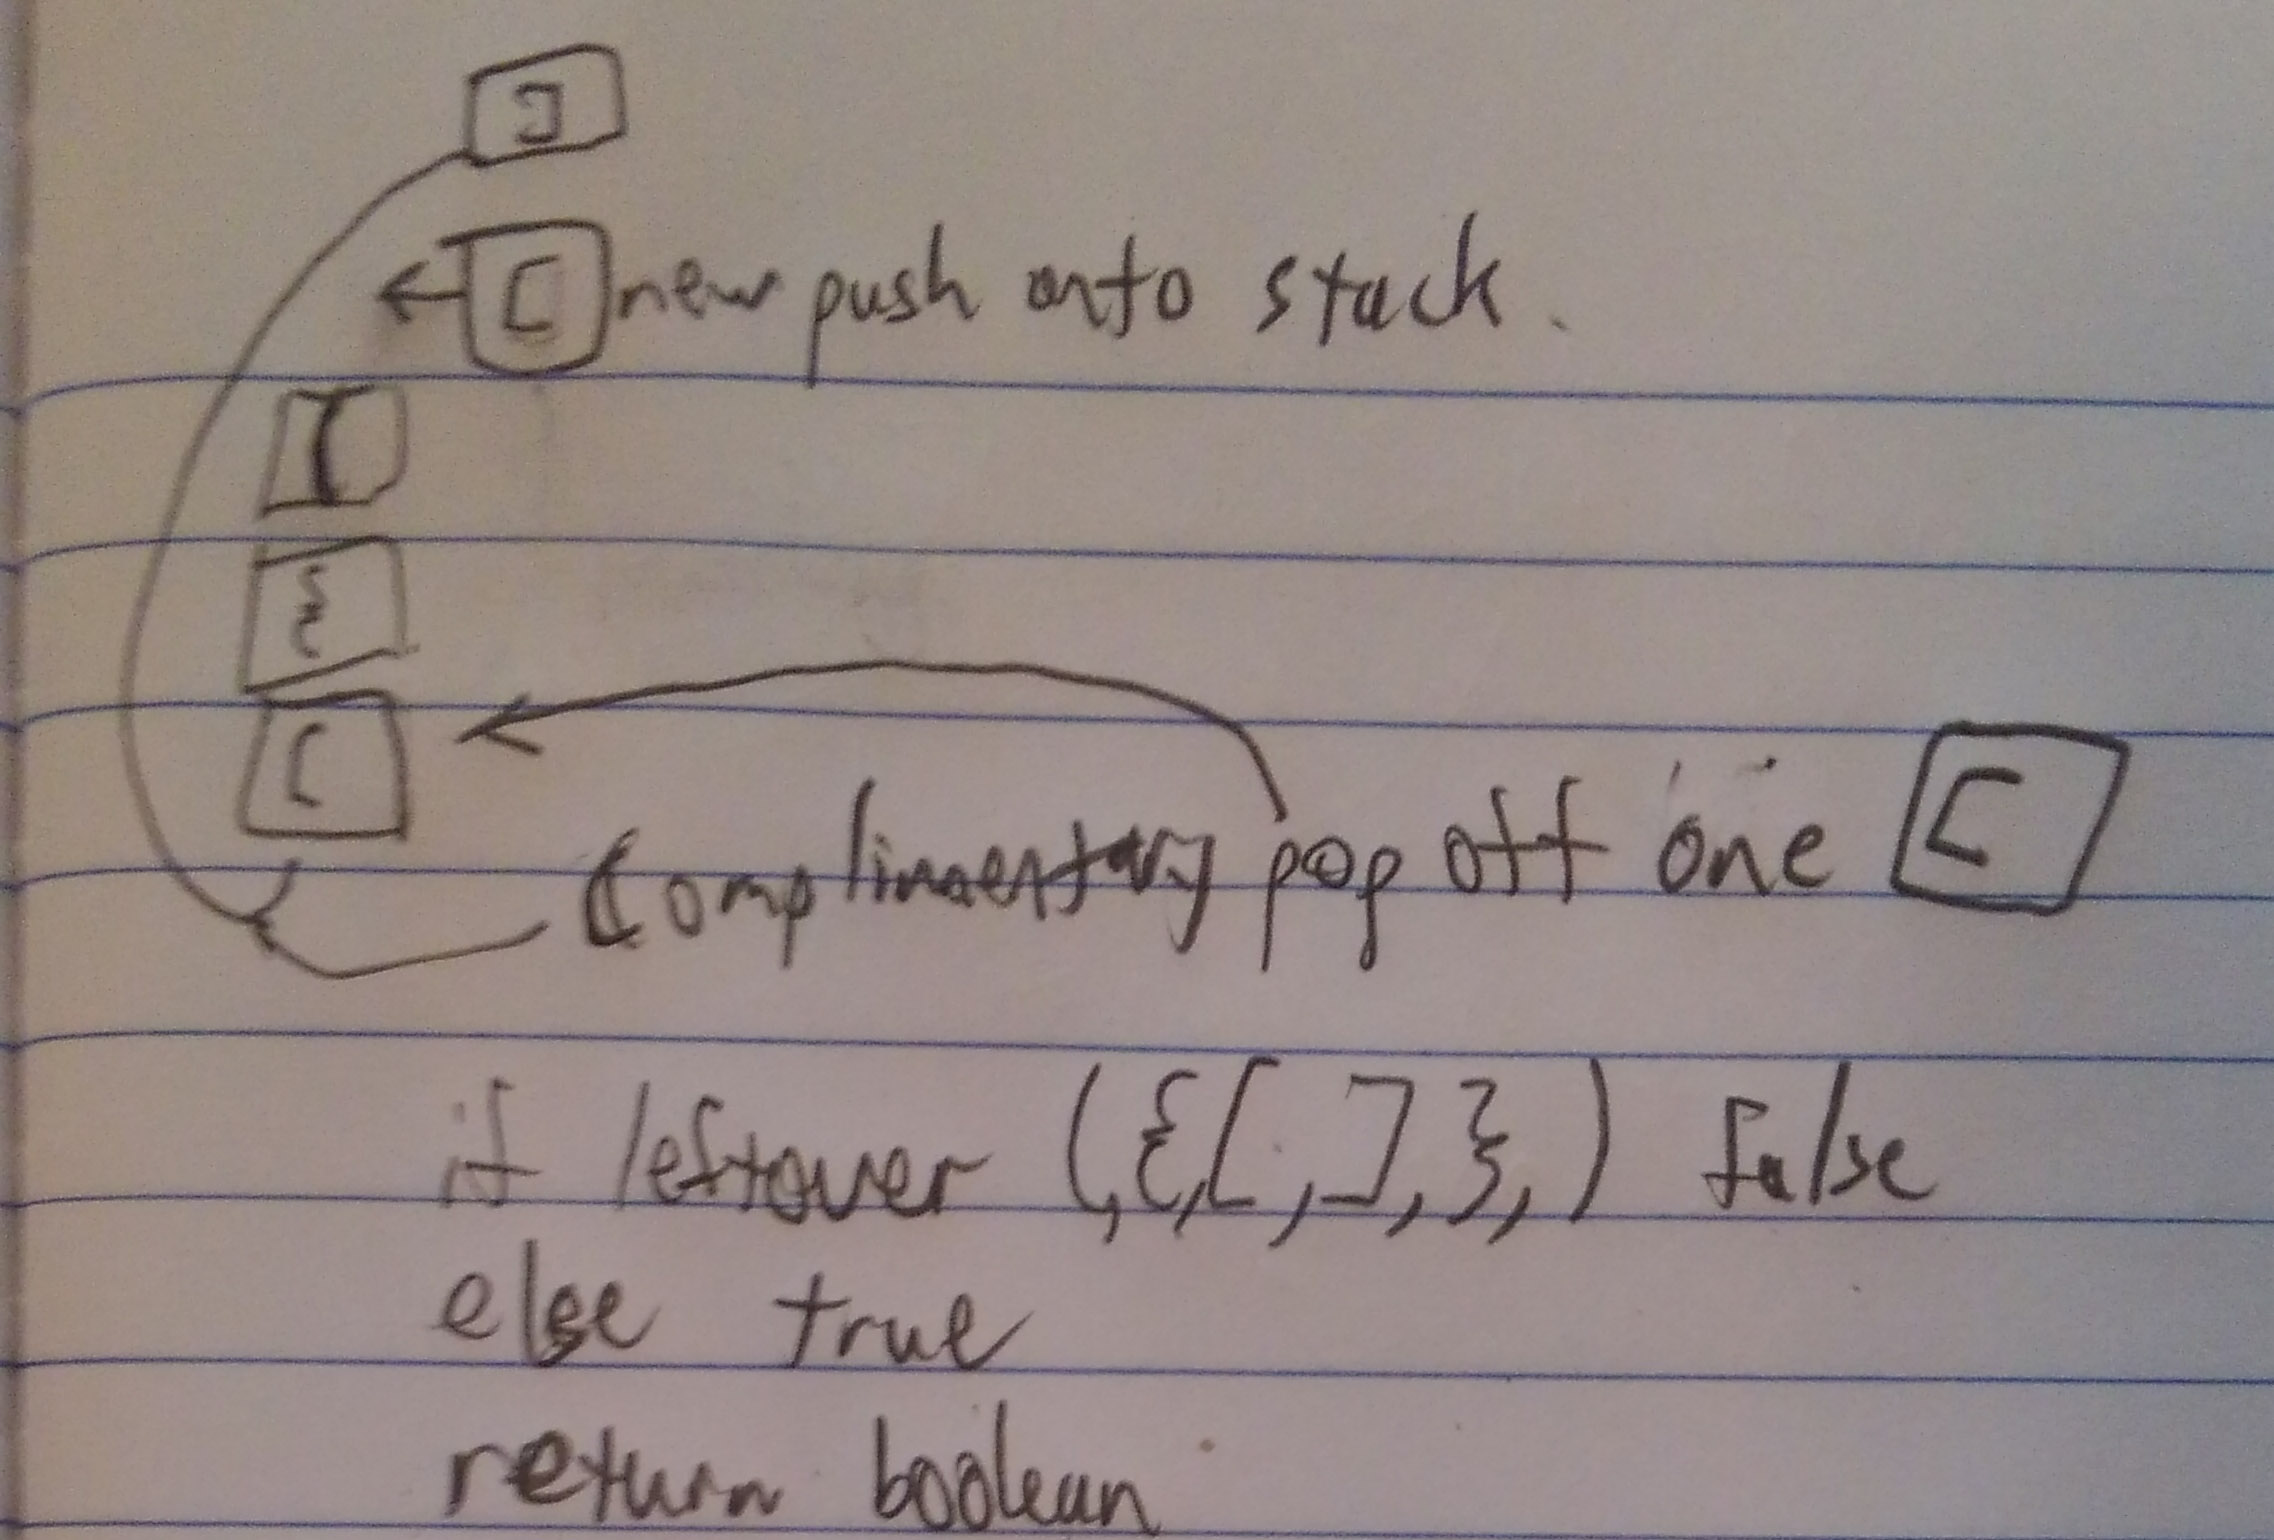 ]
[ new push onto stack.
(
{
[
Complimentary pop off one [
if leftover (,{,[,],},) false
else true
return boolean